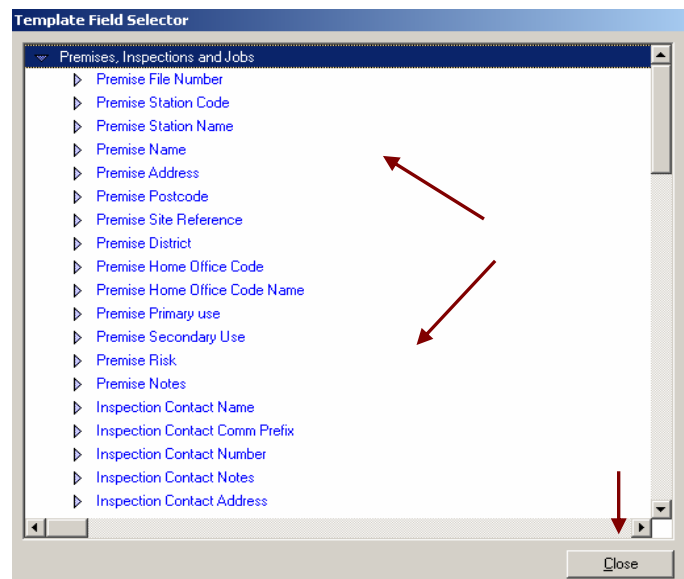 Template Field Selector
Premises, Inspections and Jobs
Premise File Number
Premise Station Code
Premise Station Name
Premise Name
Premise Address
Premise Postcode
Premise Site Reference
Premise District
Premise Home Office Code
Premise Home Office Code Name
Premise Primary use
Premise Secondary Use
Premise Risk
Premise Notes
Inspection Contact Name
Inspection Contact Comm Prefix
Inspection Contact Number
Inspection Contact Notes
Inspection Contact Address
Close